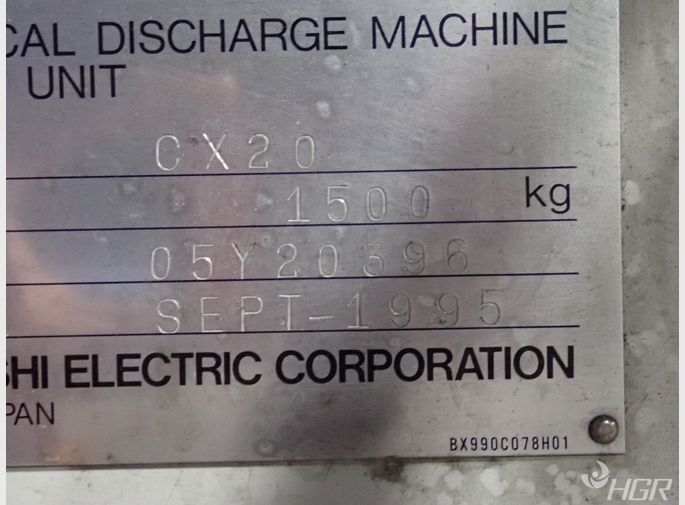 CAL DISCHARGE MACHINE
UNIT
CX20
1500 kg
05Y20396
SEPT-1995
SHI ELECTRIC CORPORATION
PAN
BX990C078H01
HGR